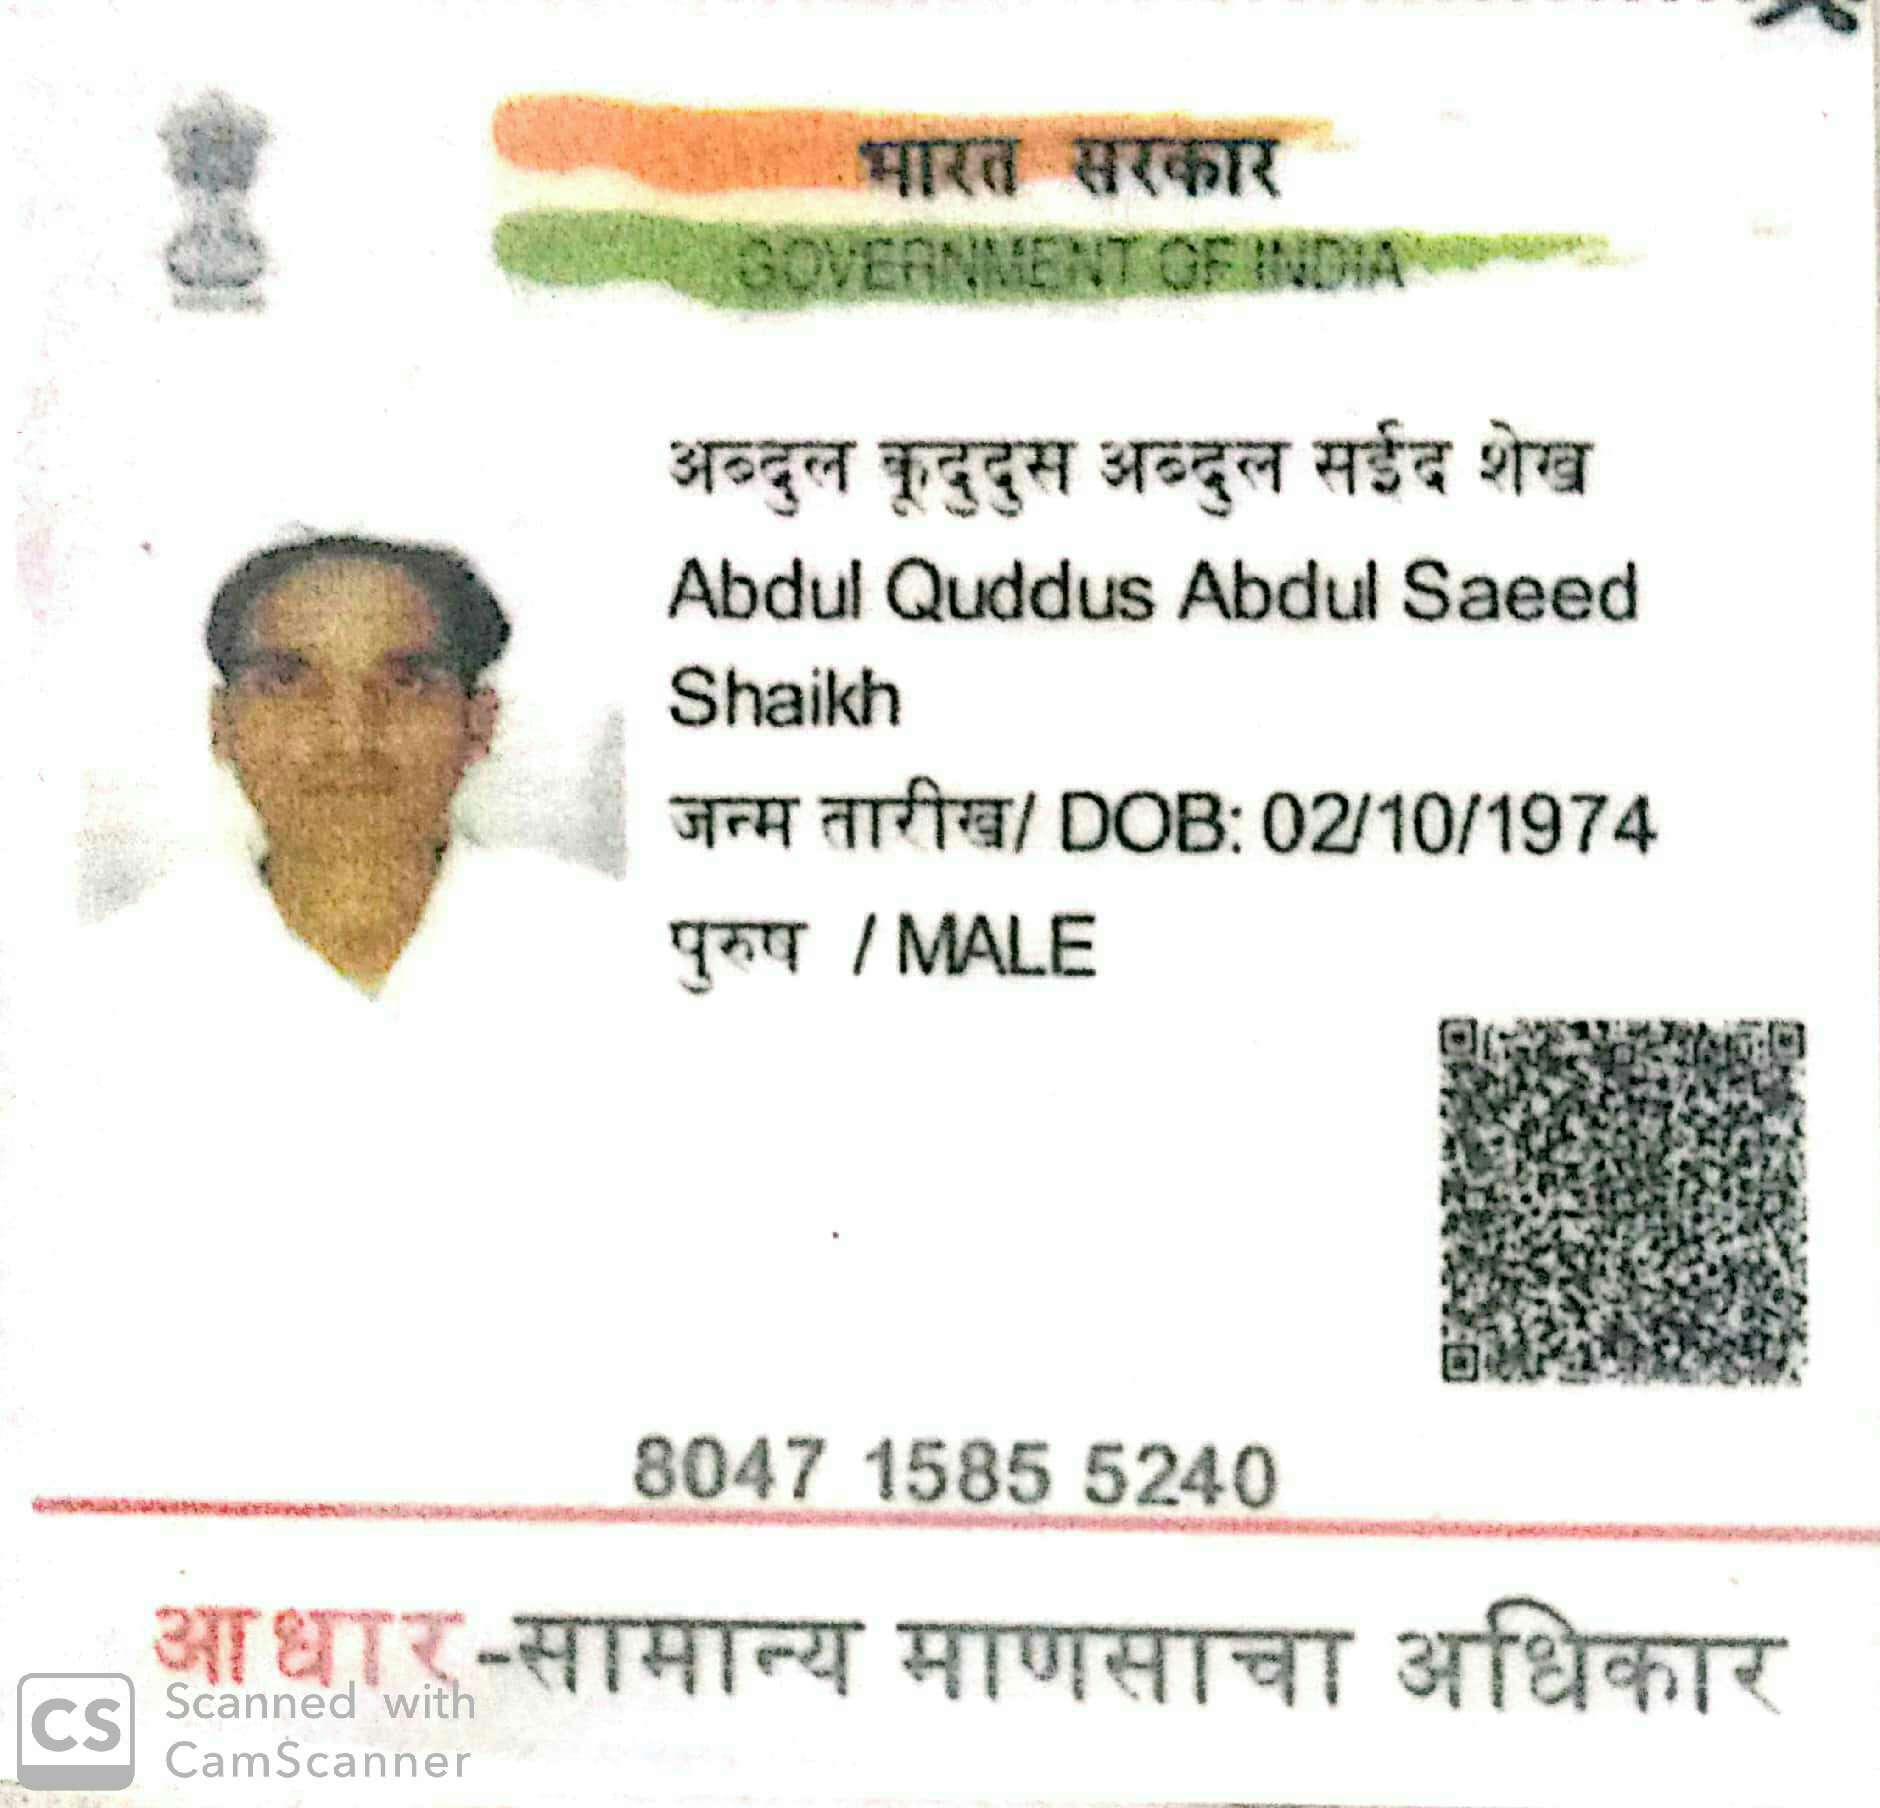 भारत सरकार
GOVERNMENT OF INDIA
अब्दुल कूदुदुस अब्दुल सईद शेख
Abdul Quddus Abdul Saeed
Shaikh
जन्म तारीख/ DOB: 02/10/1974
पुरुष / MALE
8047 1585 5240
आधार-सामान्य माणसाचा अधिकार
CS Scanned with
CamScanner